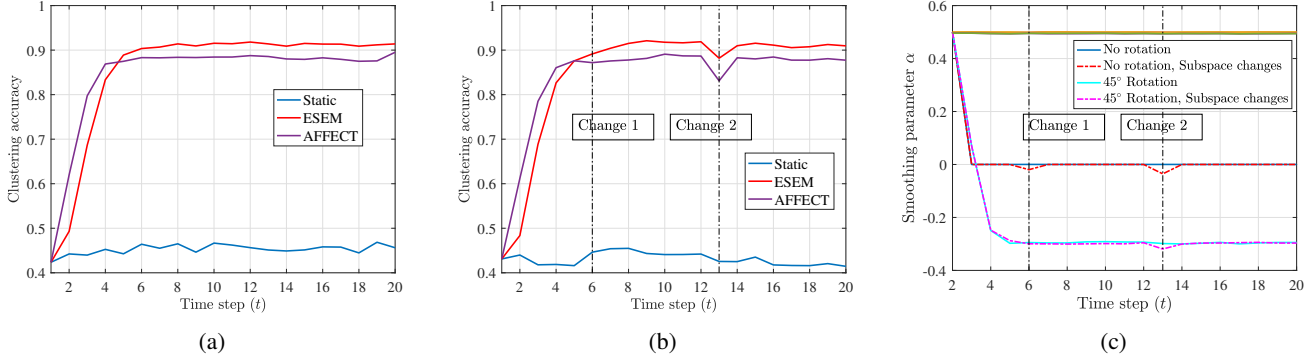 Clustering accuracy
1
0.9
0.8
0.7
0.6
0.5
0.4
Static
ESEM
AFFECT
2 4 6 8 10 12 14 16 18 20
Time step (t)
(a)
Clustering accuracy
1
0.9
0.8
0.7
0.6
0.5
0.4
Change 1
Change 2
Static
ESEM
AFFECT
2 4 6 8 10 12 14 16 18 20
Time step (t)
(b)
Smoothing parameter α
0.6
0.4
0.2
0
-0.2
-0.4
No rotation
No rotation, Subspace changes
45° Rotation
45° Rotation, Subspace changes
Change 1
Change 2
2 4 6 8 10 12 14 16 18 20
Time step (t)
(c)